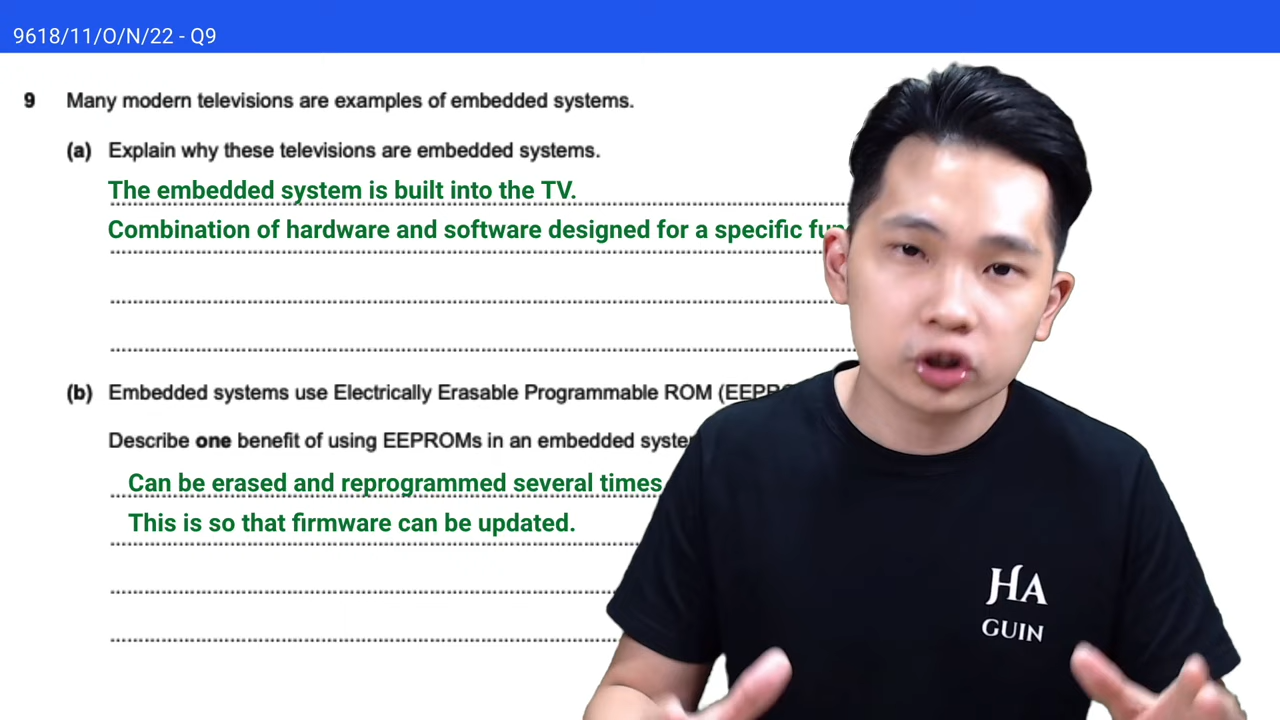 9618/11/O/N/22 - Q9
9 Many modern televisions are examples of embedded systems.
(a) Explain why these televisions are embedded systems.
The embedded system is built into the TV.
Combination of hardware and software designed for a specific
(b) Embedded systems use Electrically Erasable Programmable ROM
Describe one benefit of using EEPROMs in an embedded
Can be erased and reprogrammed several times
This is so that firmware can be updated.
HA
GUIN